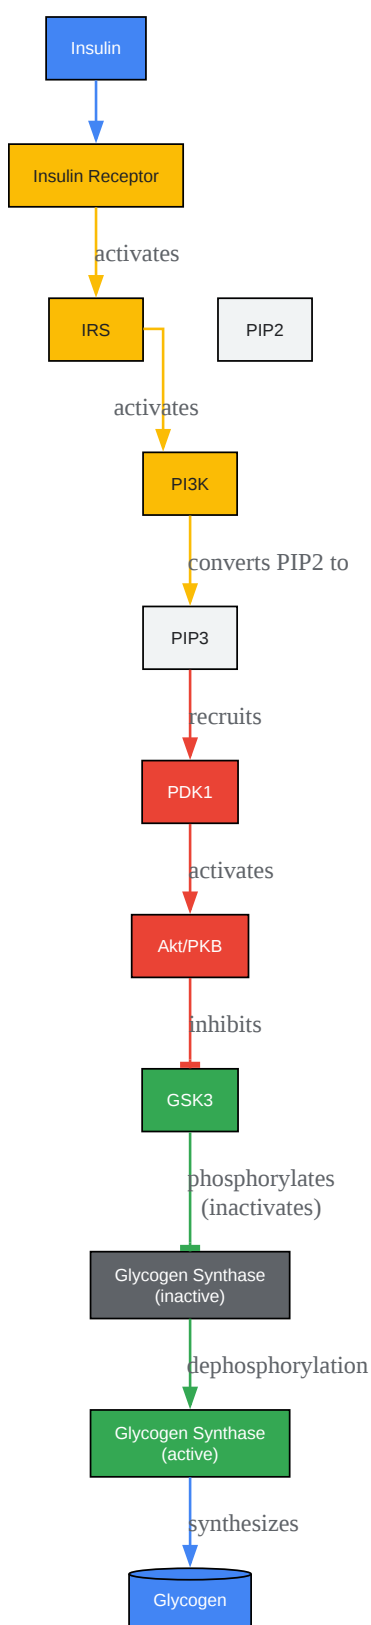 Insulin
Insulin Receptor
activates
IRS
PIP2
activates
PI3K
converts PIP2 to
PIP3
recruits
PDK1
activates
Akt/PKB
inhibits
GSK3
phosphorylates
(inactivates)
Glycogen Synthase
(inactive)
dephosphorylation
Glycogen Synthase
(active)
synthesizes
Glycogen